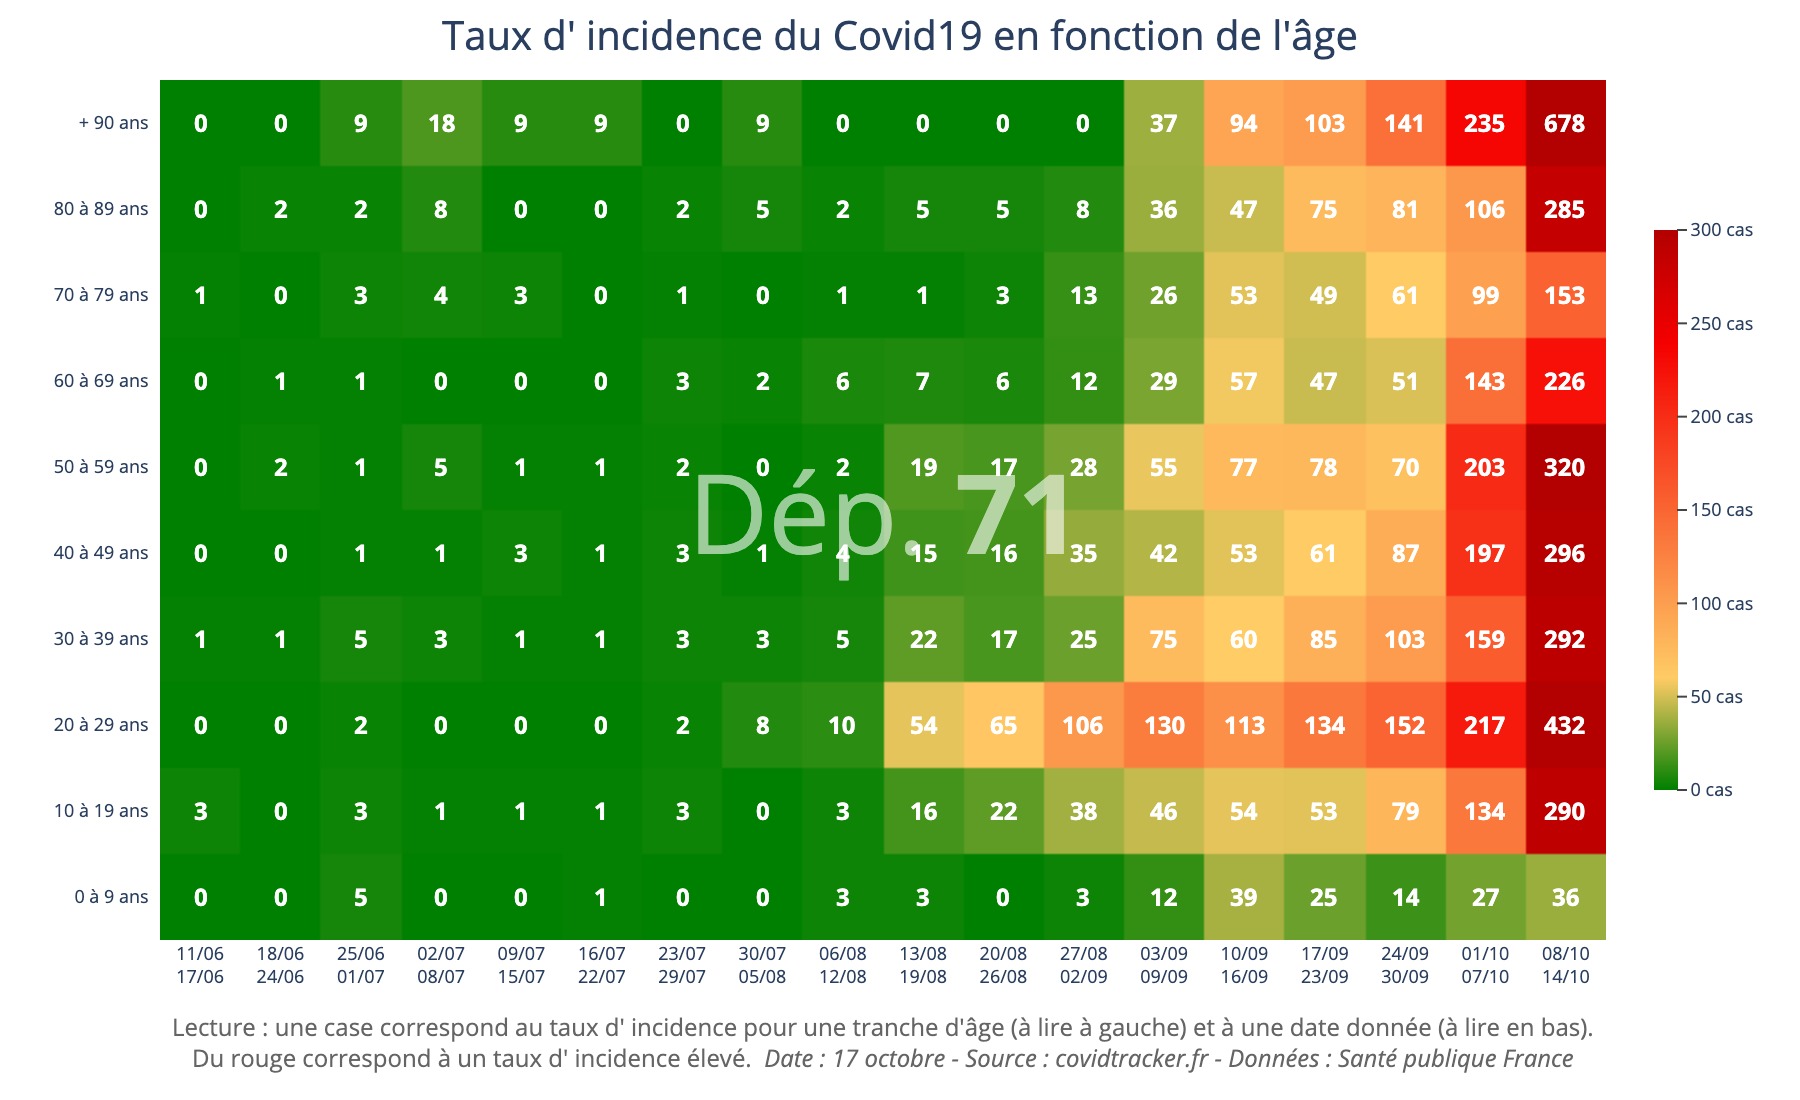 Taux d' incidence du Covid19 en fonction de l'âge
+ 90 ans 0 0 9 18 9 9 0 9 0 0 0 0 37 94 103 141 235 678
80 à 89 ans 0 2 2 8 0 0 2 5 2 5 5 8 36 47 75 81 106 285
70 à 79 ans 1 0 3 4 3 0 1 0 1 1 3 13 26 53 49 61 99 153
60 à 69 ans 0 1 1 0 0 0 3 2 6 7 6 12 29 57 47 51 143 226
50 à 59 ans 0 2 1 5 1 1 2 0 2 19 17 28 55 77 78 70 203 320
Dép. 71
40 à 49 ans 0 0 1 1 3 1 3 1 4 15 16 35 42 53 61 87 197 296
30 à 39 ans 1 1 5 3 1 1 3 3 5 22 17 25 75 60 85 103 159 292
20 à 29 ans 0 0 2 0 0 0 2 8 10 54 65 106 130 113 134 152 217 432
10 à 19 ans 3 0 3 1 1 1 3 0 3 16 22 38 46 54 53 79 134 290
0 à 9 ans 0 0 5 0 0 1 0 0 3 3 0 3 12 39 25 14 27 36
11/06 18/06 25/06 02/07 09/07 16/07 23/07 30/07 06/08 13/08 20/08 27/08 03/09 10/09 17/09 24/09 01/10 08/10
17/06 24/06 01/07 08/07 15/07 22/07 29/07 05/08 12/08 19/08 26/08 02/09 09/09 16/09 23/09 30/09 07/10 14/10
300 cas
250 cas
200 cas
150 cas
100 cas
50 cas
0 cas
Lecture : une case correspond au taux d' incidence pour une tranche d'âge (à lire à gauche) et à une date donnée (à lire en bas).
Du rouge correspond à un taux d' incidence élevé. Date : 17 octobre - Source : covidtracker.fr - Données : Santé publique France